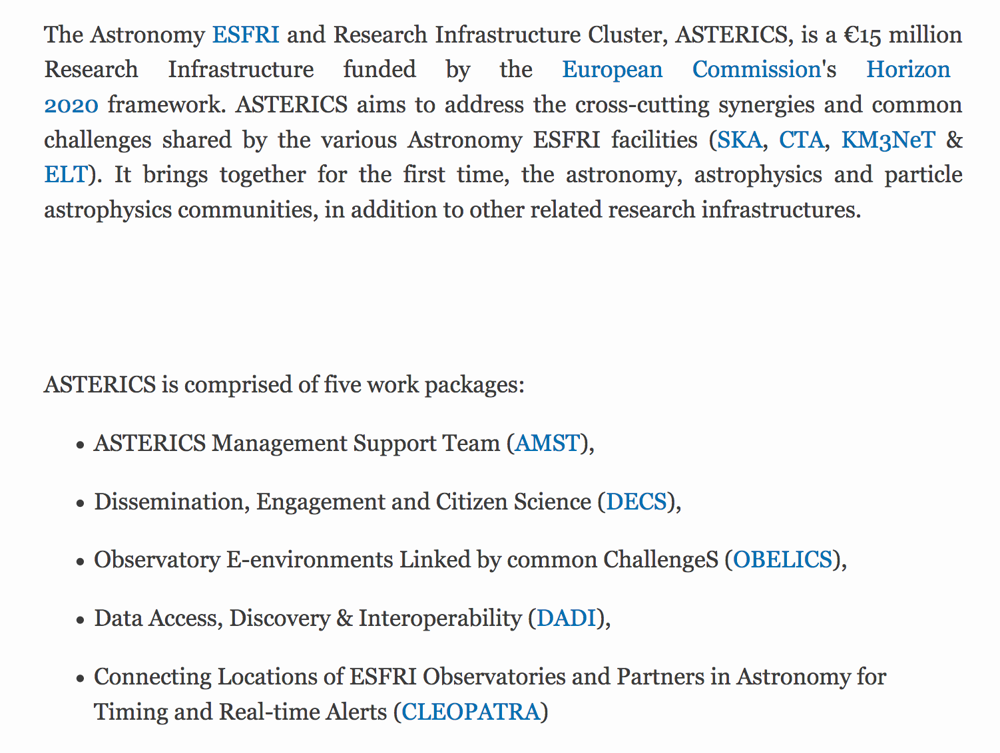 The Astronomy ESFRI and Research Infrastructure Cluster, ASTERICS, is a €15 million
Research Infrastructure funded by the European Commission's Horizon
2020 framework. ASTERICS aims to address the cross-cutting synergies and common
challenges shared by the various Astronomy ESFRI facilities (SKA, CTA, KM3NeT &
ELT). It brings together for the first time, the astronomy, astrophysics and particle
astrophysics communities, in addition to other related research infrastructures.
ASTERICS is comprised of five work packages:
• ASTERICS Management Support Team (AMST),
• Dissemination, Engagement and Citizen Science (DECS),
• Observatory E-environments Linked by common ChallengeS (OBELICS),
• Data Access, Discovery & Interoperability (DADI),
• Connecting Locations of ESFRI Observatories and Partners in Astronomy for
Timing and Real-time Alerts (CLEOPATRA)